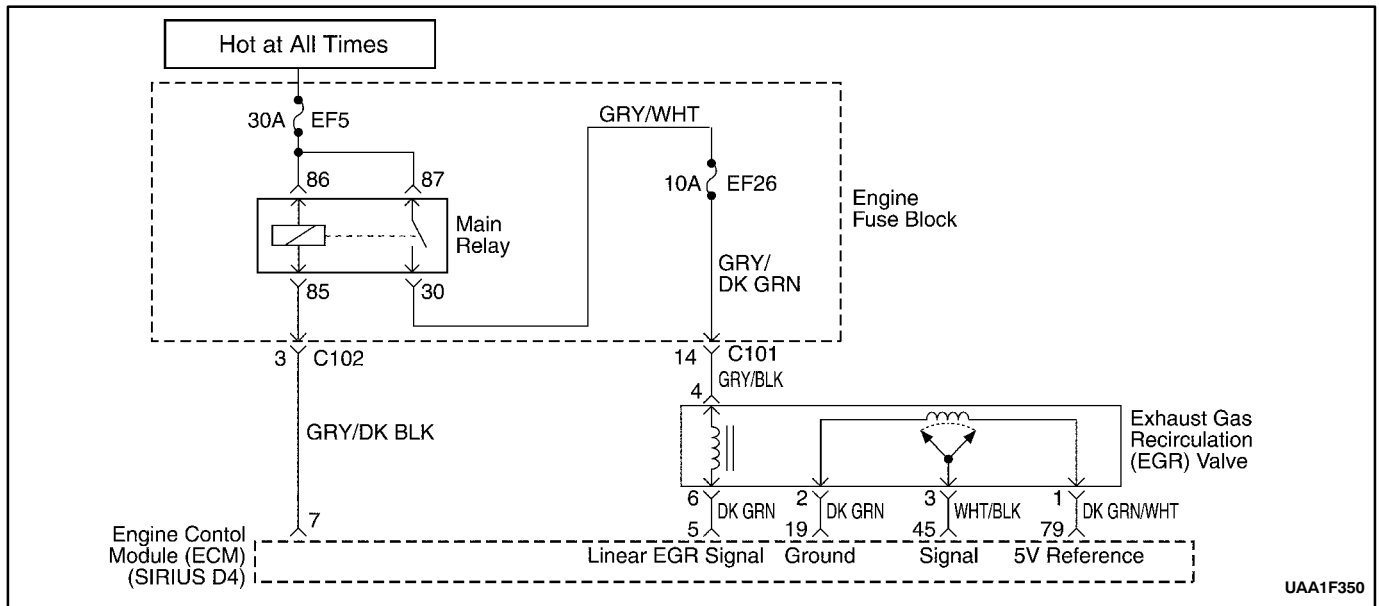 Hot at All Times
30A EF5
GRY/WHT
86 87
10A EF26
Engine
Fuse Block
Main
Relay
GRY/
DK GRN
85 30
3 C102
14 C101
GRY/BLK
4
GRY/DK BLK
Exhaust Gas
Recirculation
(EGR) Valve
6 2 3 1
DK GRN DK GRN WHT/BLK DK GRN/WHT
7 5 19 45 79
Engine Contol
Module (ECM)
(SIRIUS D4)
Linear EGR Signal Ground Signal 5V Reference
UAA1F350